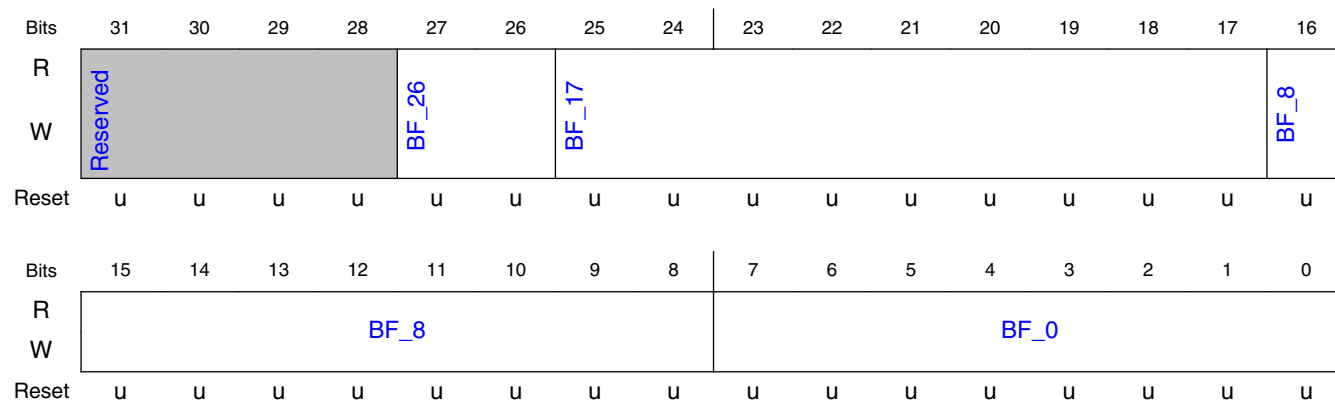 Bits 31 30 29 28 27 26 25 24 23 22 21 20 19 18 17 16
R
W
Reserved BF_26 BF_17 BF_8
Reset u u u u u u u u u u u u u u u u
Bits 15 14 13 12 11 10 9 8 7 6 5 4 3 2 1 0
R
BF_8 BF_0
W
Reset u u u u u u u u u u u u u u u u